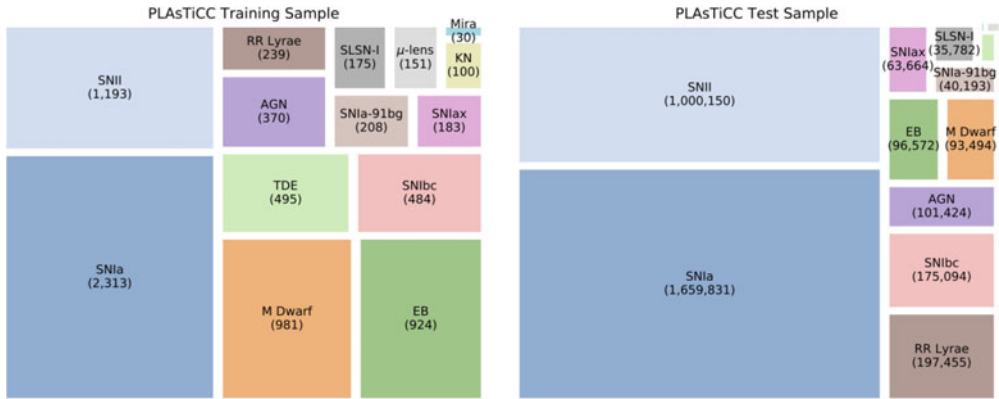 PLAsTiCC Training Sample
SNII
(1,193)
SNIa
(2,313)
RR Lyrae
(239)
AGN
(370)
SLSN-I
(175)
μ-lens
(151)
Mira
(30)
KN
(100)
SNIa-91bg
(208)
SNIax
(183)
TDE
(495)
SNIbc
(484)
M Dwarf
(981)
EB
(924)
PLAsTiCC Test Sample
SNII
(1,000,150)
SNIa
(1,659,831)
SNIax
(63,664)
SLSN-I
(35,782)
SNIa-91bg
(40,193)
EB
(96,572)
M Dwarf
(93,494)
AGN
(101,424)
SNIbc
(175,094)
RR Lyrae
(197,455)